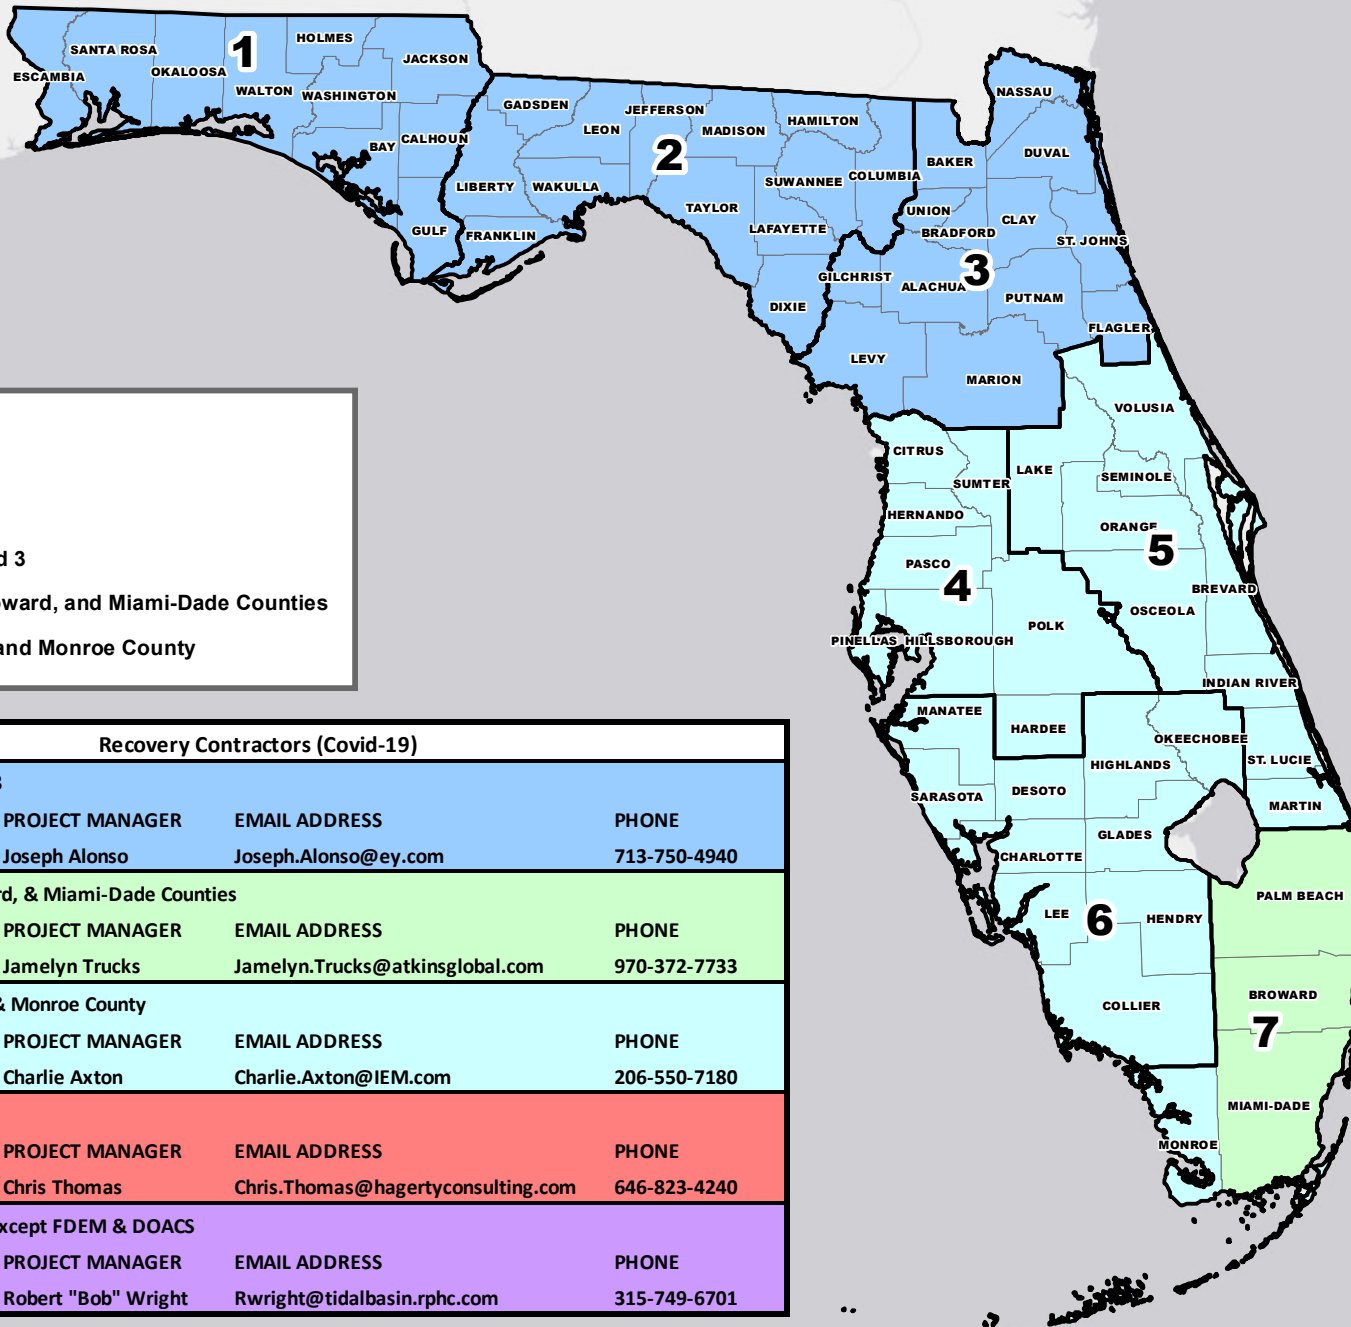 HOLMES
1
SANTA ROSA
JACKSON
OKALOOSA
ESCAMBIA
WALTON
WASHINGTON
GADSDEN
JEFFERSON
NASSAU
HAMILTON
LEON
MADISON
CALHOUN
BAY
2
DUVAL
BAKER
COLUMBIA
SUWANNEE
LIBERTY
WAKULLA
TAYLOR
UNION
CLAY
LAFAYETTE
GULF
FRANKLIN
BRADFORD
ST. JOHNS
3
GILCHRIST
ALACHUA
PUTNAM
DIXIE
FLAGLER
LEVY
MARION
VOLUSIA
CITRUS
LAKE
SEMINOLE
SUMTER
HERNANDO
ORANGE
5
PASCO
4
BREVARD
OSCEOLA
POLK
PINELLAS
HILLSBOROUGH
INDIAN RIVER
MANATEE
HARDEE
OKEECHOBEE
ST. LUCIE
HIGHLANDS
DESOTO
SARASOTA
MARTIN
GLADES
CHARLOTTE
PALM BEACH
LEE
6
HENDRY
BROWARD
COLLIER
7
MIAMI-DADE
MONROE
d 3
oward, and Miami-Dade Counties
and Monroe County
Recovery Contractors (Covid-19)
3
PROJECT MANAGER EMAIL ADDRESS PHONE
Joseph Alonso Joseph.Alonso@ey.com 713-750-4940
rd, & Miami-Dade Counties
PROJECT MANAGER EMAIL ADDRESS PHONE
Jamelyn Trucks Jamelyn.Trucks@atkinsglobal.com 970-372-7733
& Monroe County
PROJECT MANAGER EMAIL ADDRESS PHONE
Charlie Axton Charlie.Axton@IEM.com 206-550-7180
PROJECT MANAGER EMAIL ADDRESS PHONE
Chris Thomas Chris.Thomas@hagertyconsulting.com 646-823-4240
xcept FDEM & DOACS
PROJECT MANAGER EMAIL ADDRESS PHONE
Robert "Bob" Wright Rwright@tidalbasin.rphc.com 315-749-6701